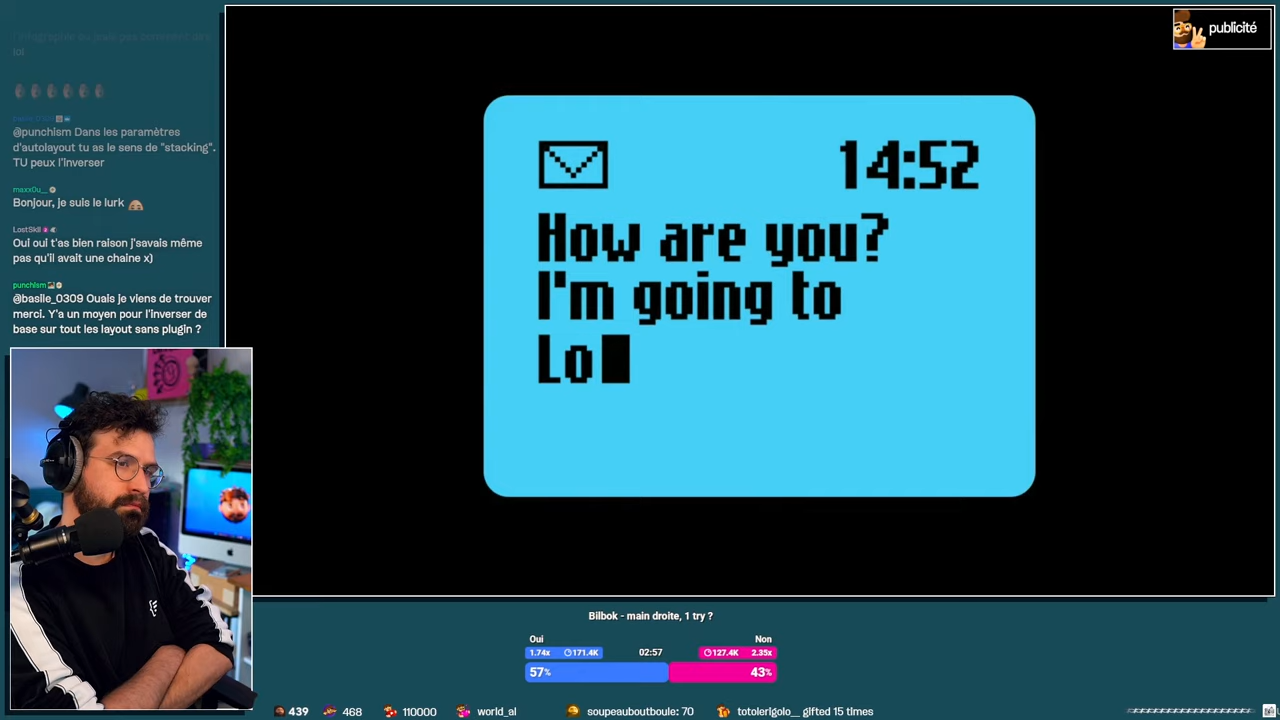 lol
@punchism Dans les paramètres
d'autolayout tu as le sens de "stacking".
TU peux l'inverser
maxx0u__
Bonjour, je suis le lurk
LostSkil
Oui oui t'as bien raison j'savais même
pas qu'il avait une chaine x)
punchism
@basile_0309 Ouais je viens de trouver
merci. Y'a un moyen pour l'inverser de
base sur tout les layout sans plugin ?
publicité
14:52
How are you?
I'm going to
Lo
Bilbok - main droite, 1 try ?
Oui
Non
1.74x 171.4K
02:57
127.4K 2.35x
57%
43%
439
468
110000
world_al
soupeauboutboule: 70
totolerigolo__ gifted 15 times